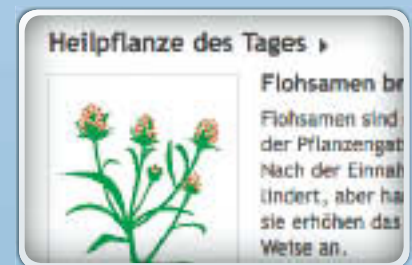 Heilpflanze des Tages
Flohsamen br
Flohsamen sind
der Pflanzengat
Nach der Einnah
lindert, aber ha
sie erhöhen das
Weise an.